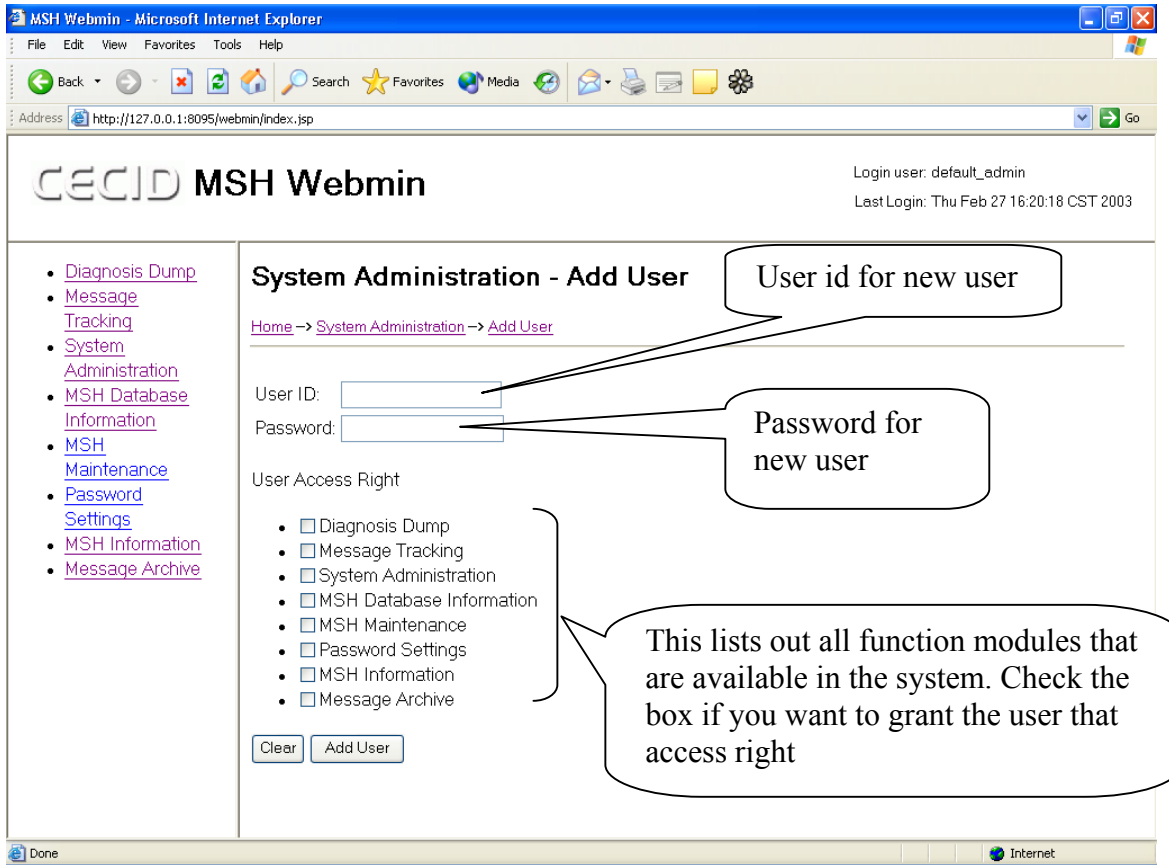 MSH Webmin - Microsoft Internet Explorer
File Edit View Favorites Tools Help
Back Search Favorites Media
Address http://127.0.0.1:8095/webmin/index.jsp Go
CECID MSH Webmin
Login user: default_admin
Last Login: Thu Feb 27 16:20:18 CST 2003
Diagnosis Dump
Message
Tracking
System
Administration
MSH Database
Information
MSH
Maintenance
Password
Settings
MSH Information
Message Archive
System Administration - Add User
User id for new user
Home --> System Administration --> Add User
User ID:
Password:
Password for
new user
User Access Right
Diagnosis Dump
Message Tracking
System Administration
MSH Database Information
MSH Maintenance
Password Settings
MSH Information
Message Archive
This lists out all function modules that
are available in the system. Check the
box if you want to grant the user that
access right
Clear Add User
Done Internet